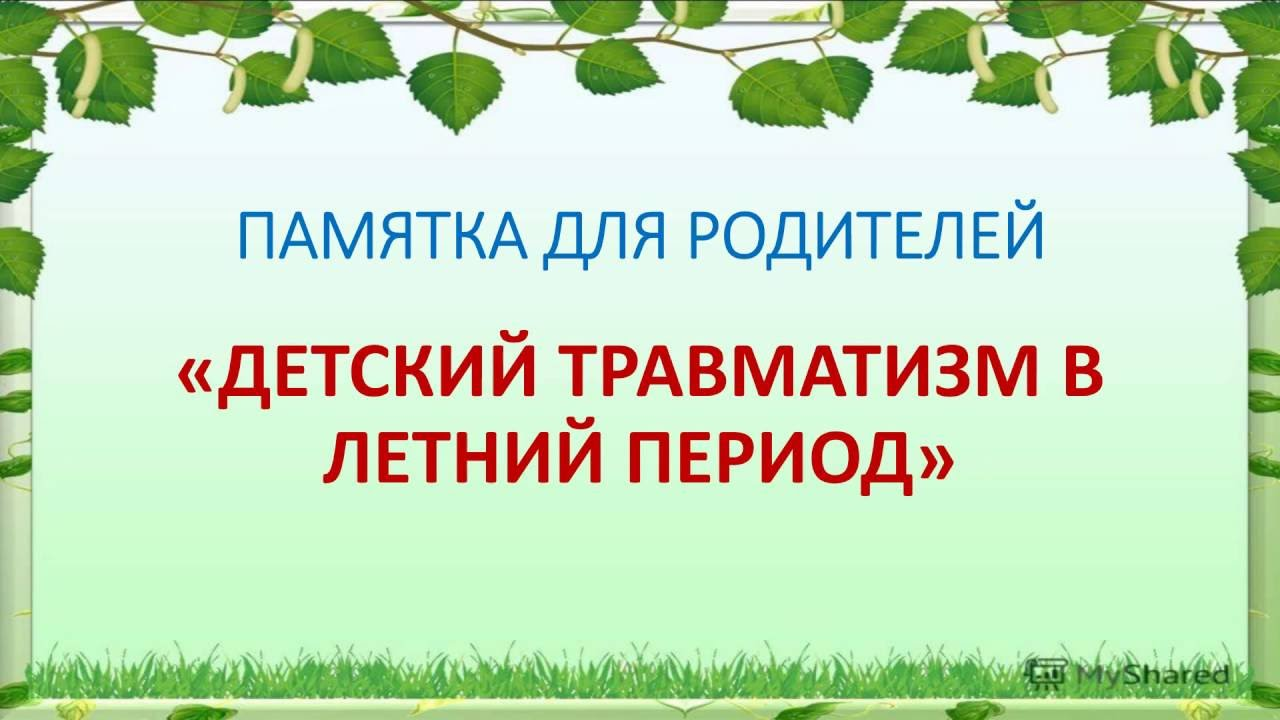 ПАМЯТКА ДЛЯ РОДИТЕЛЕЙ
«ДЕТСКИЙ ТРАВМАТИЗМ В
ЛЕТНИЙ ПЕРИОД»
MyShared